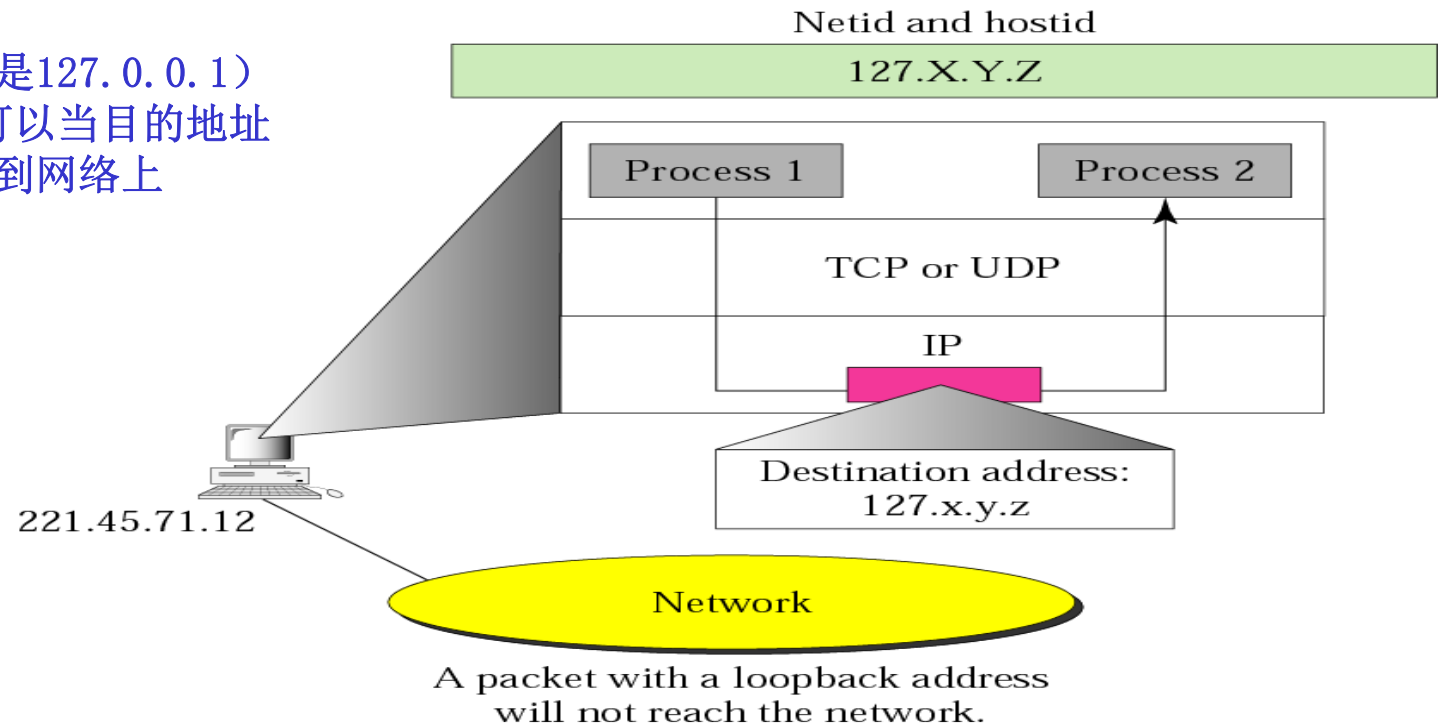 Netid and hostid
127.X.Y.Z
是127.0.0.1）
可以当目的地址
到网络上
Process 1
Process 2
TCP or UDP
IP
Destination address:
127.x.y.z
221.45.71.12
Network
A packet with a loopback address
will not reach the network.